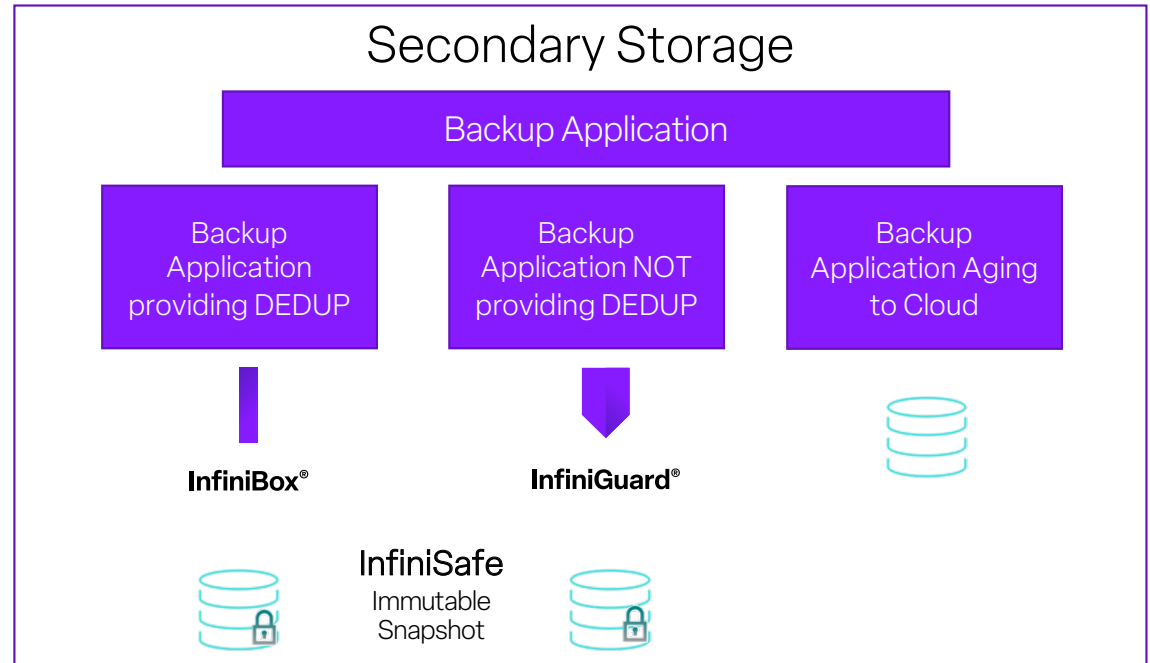 Secondary Storage
Backup Application
Backup
Application
providing DEDUP
Backup
Application NOT
providing DEDUP
Backup
Application Aging
to Cloud
InfiniBox®
InfiniGuard®
InfiniSafe
Immutable
Snapshot